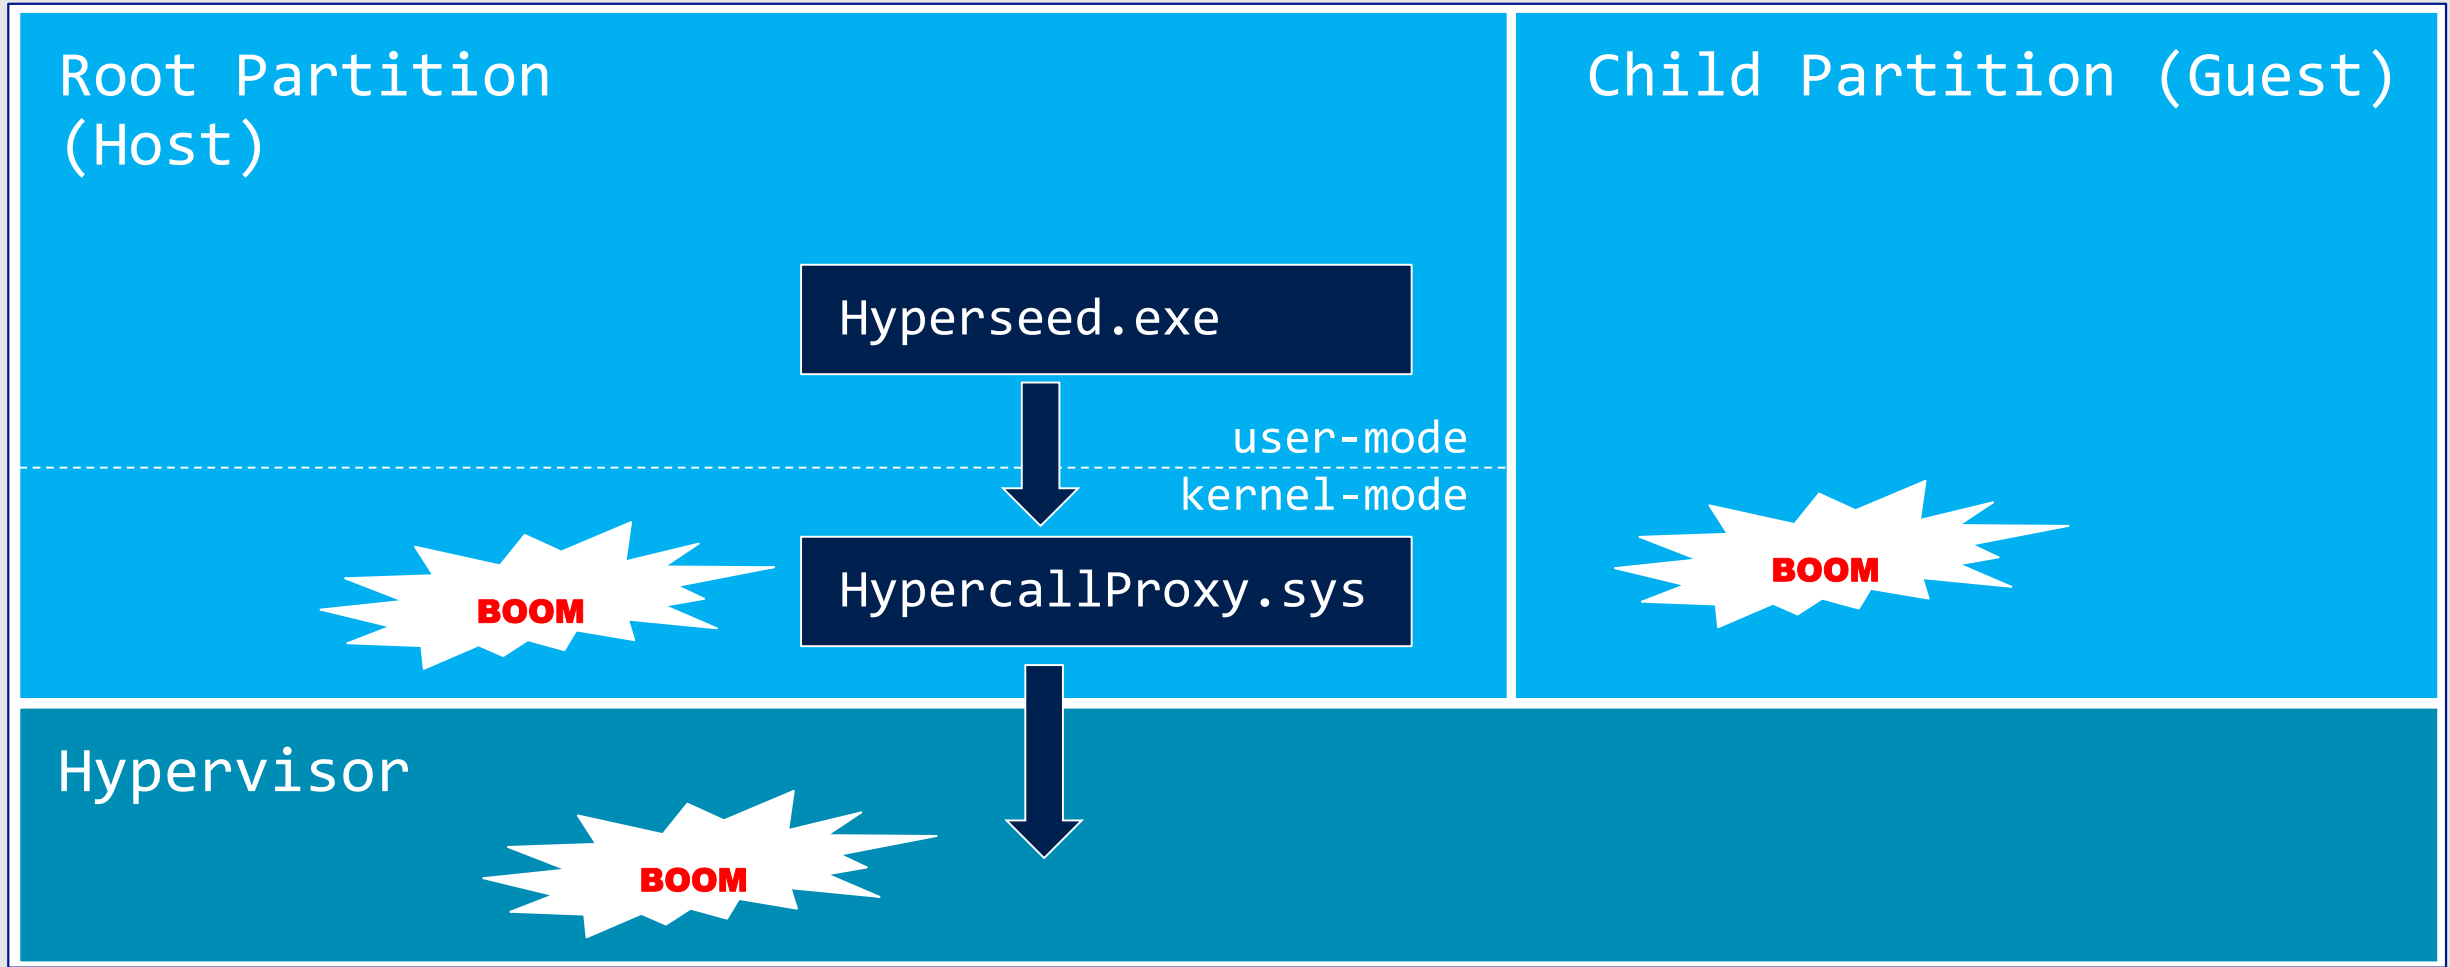 Root Partition
(Host)
Child Partition (Guest)
Hyperseed.exe
user-mode
kernel-mode
BOOM
HypercallProxy.sys
BOOM
Hypervisor
BOOM